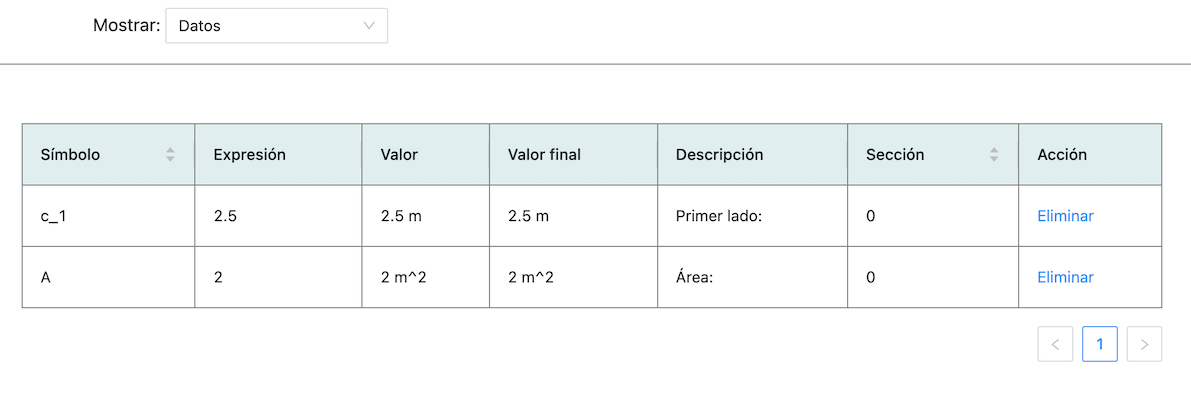 Mostrar: Datos
Símbolo Expresión Valor Valor final Descripción Sección Acción
c_1 2.5 2.5 m 2.5 m Primer lado: 0 Eliminar
A 2 2 m^2 2 m^2 Área: 0 Eliminar
< 1 >